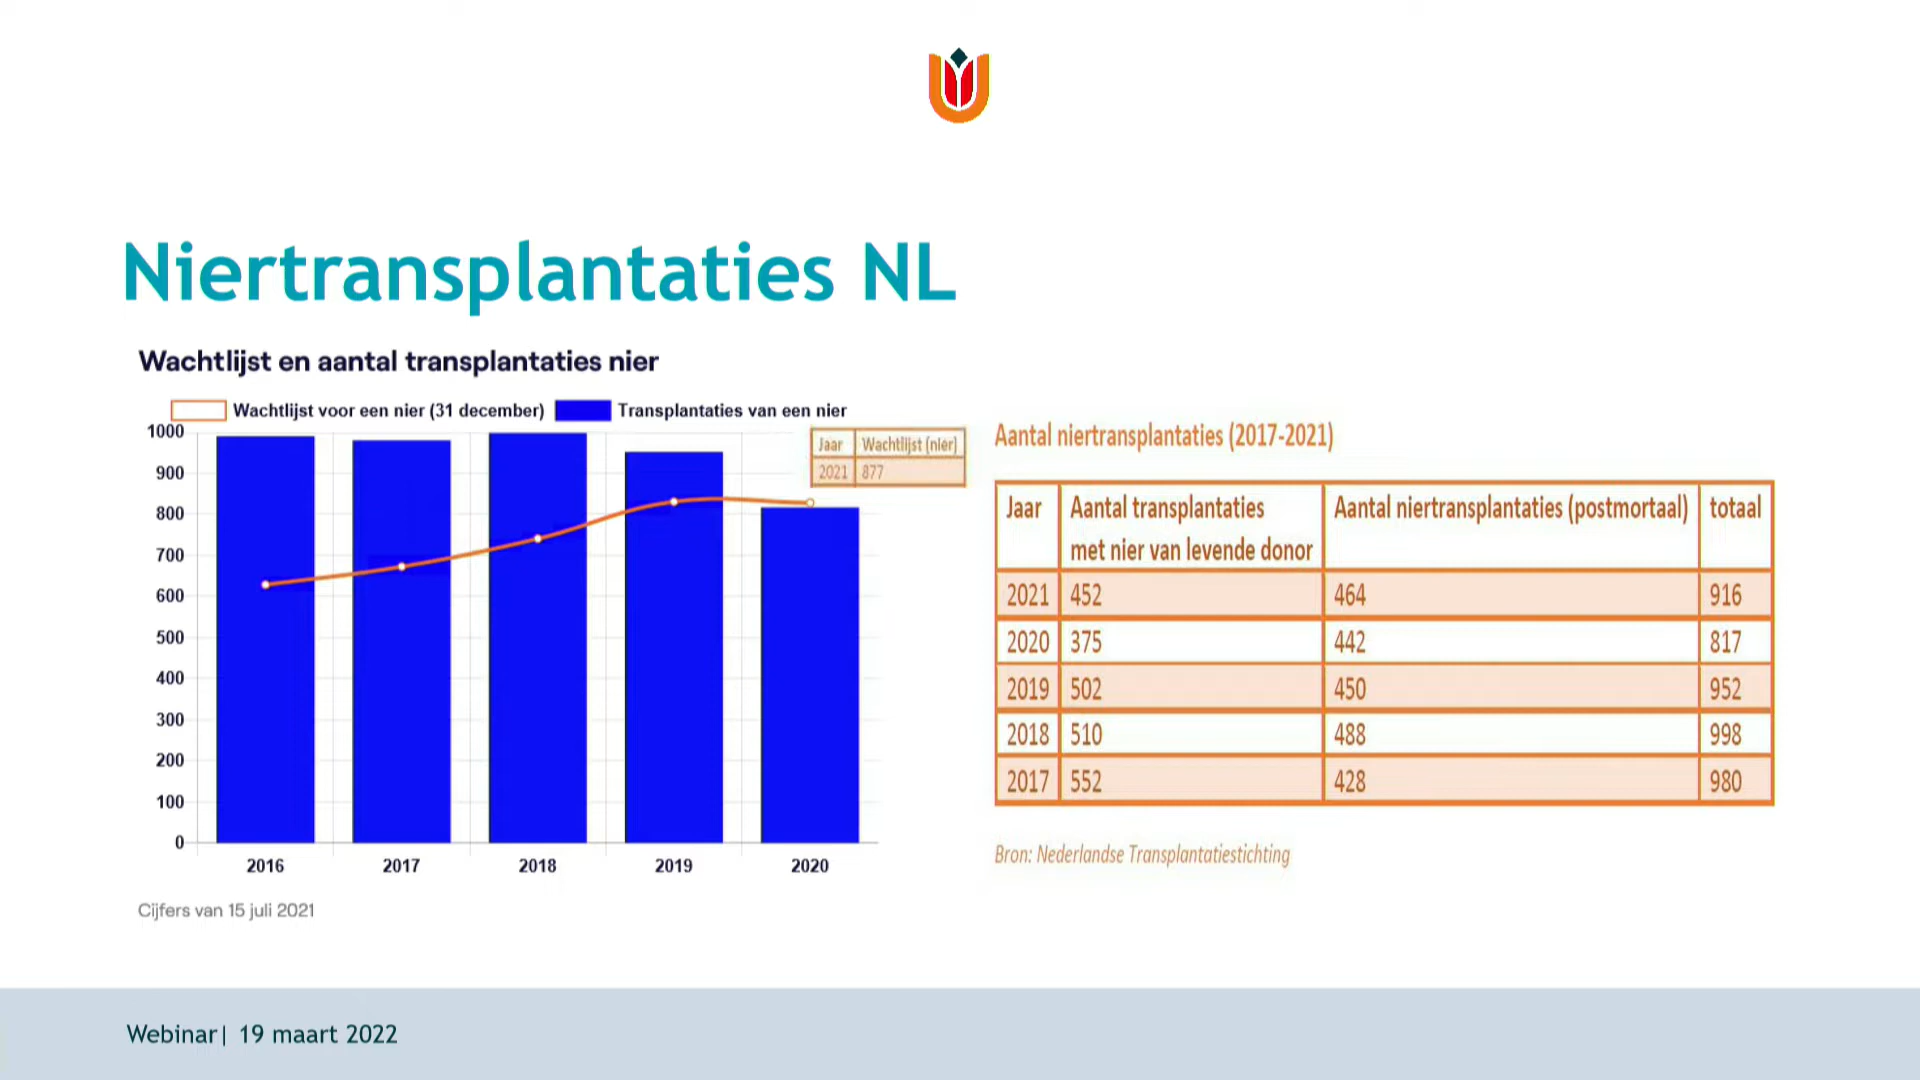 Niertransplantaties NL
Wachtlijst en aantal transplantaties nier
Wachtlijst voor een nier (31 december) Transplantaties van een nier
1000
900
800
700
600
500
400
300
200
100
0
2016 2017 2018 2019 2020
Jaar Wachtlijst (nier)
2021 877
Cijfers van 15 juli 2021
Aantal niertransplantaties (2017-2021)
Jaar Aantal transplantaties Aantal niertransplantaties (postmortaal) totaal
met nier van levende donor
2021 452 464 916
2020 375 442 817
2019 502 450 952
2018 510 488 998
2017 552 428 980
Bron: Nederlandse Transplantatiestichting
Webinar| 19 maart 2022